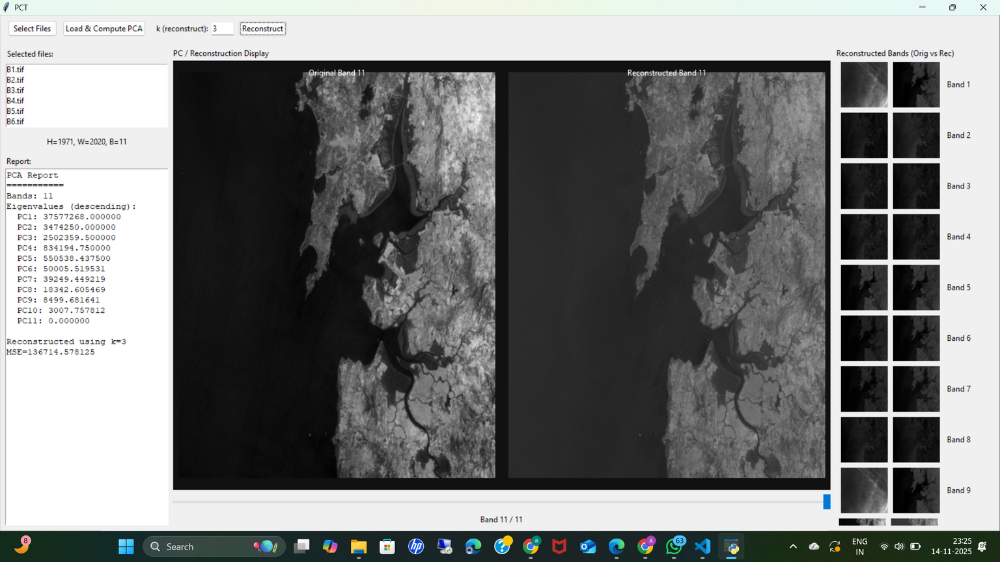 PCT
Select Files
Load & Compute PCA
k (reconstruct):
3
Reconstruct
Selected files:
B1.tif
B2.tif
B3.tif
B4.tif
B5.tif
B6.tif
H=1971, W=2020, B=11
Report:
PCA Report
===========
Bands: 11
Eigenvalues (descending):
PC1: 37577268.000000
PC2: 3474250.000000
PC3: 2502359.500000
PC4: 834194.750000
PC5: 550538.437500
PC6: 50005.519531
PC7: 39249.449219
PC8: 18342.605469
PC9: 8499.681641
PC10: 3007.757812
PC11: 0.000000
Reconstructed using k=3
MSE=136714.578125
PC / Reconstruction Display
Original Band 11
Reconstructed Band 11
Band 11 / 11
Reconstructed Bands (Orig vs Rec)
Band 1
Band 2
Band 3
Band 4
Band 5
Band 6
Band 7
Band 8
Band 9
8
Search
hp
a
A
63
ENG
IN
23:25
14-11-2025